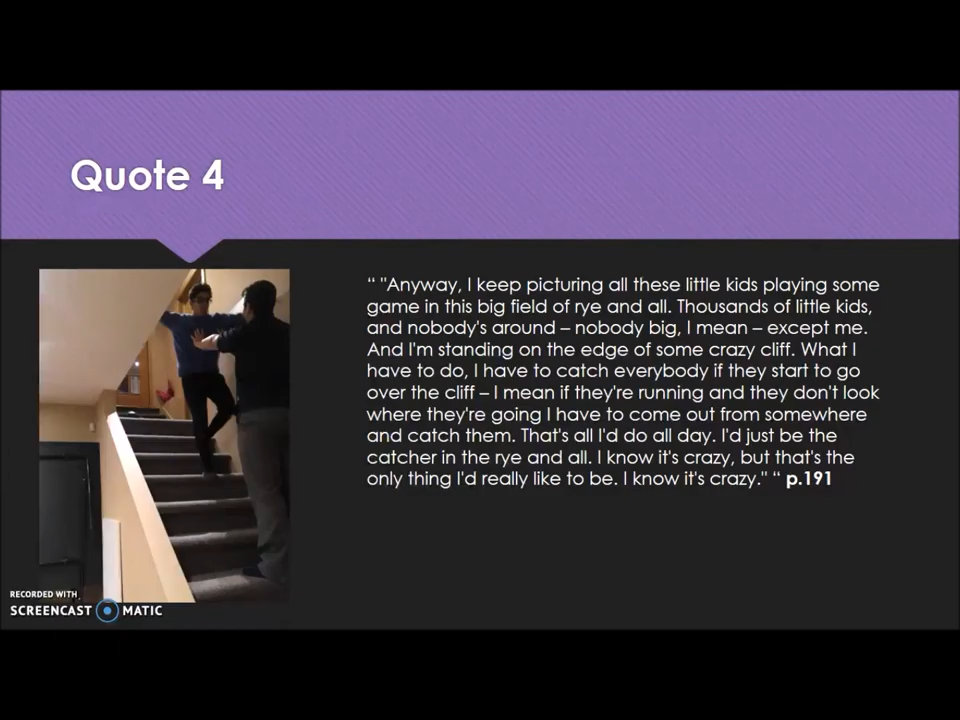 Quote 4
“ "Anyway, I keep picturing all these little kids playing some
game in this big field of rye and all. Thousands of little kids,
and nobody's around – nobody big, I mean – except me.
And I'm standing on the edge of some crazy cliff. What I
have to do, I have to catch everybody if they start to go
over the cliff – I mean if they're running and they don't look
where they're going I have to come out from somewhere
and catch them. That's all I'd do all day. I'd just be the
catcher in the rye and all. I know it's crazy, but that's the
only thing I'd really like to be. I know it's crazy." “ p.191
RECORDED WITH
SCREENCAST MATIC